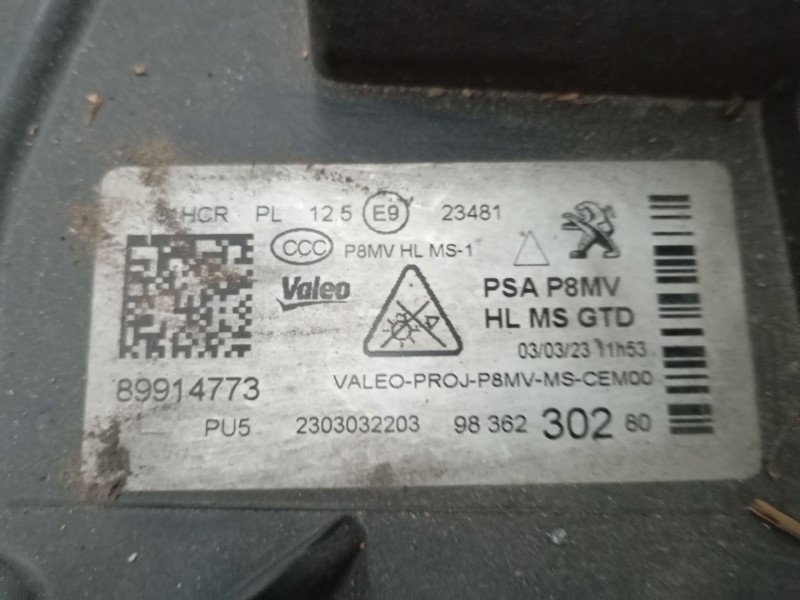 HCR PL 12.5 E9 23481
CCC P8MV HL MS-1
Valeo
PSA P8MV
HL MS GTD
03/03/23 11h53
VALEO-PROJ-P8MV-MS-CEM00
89914773
PU5 2303032203 98 362 302 80